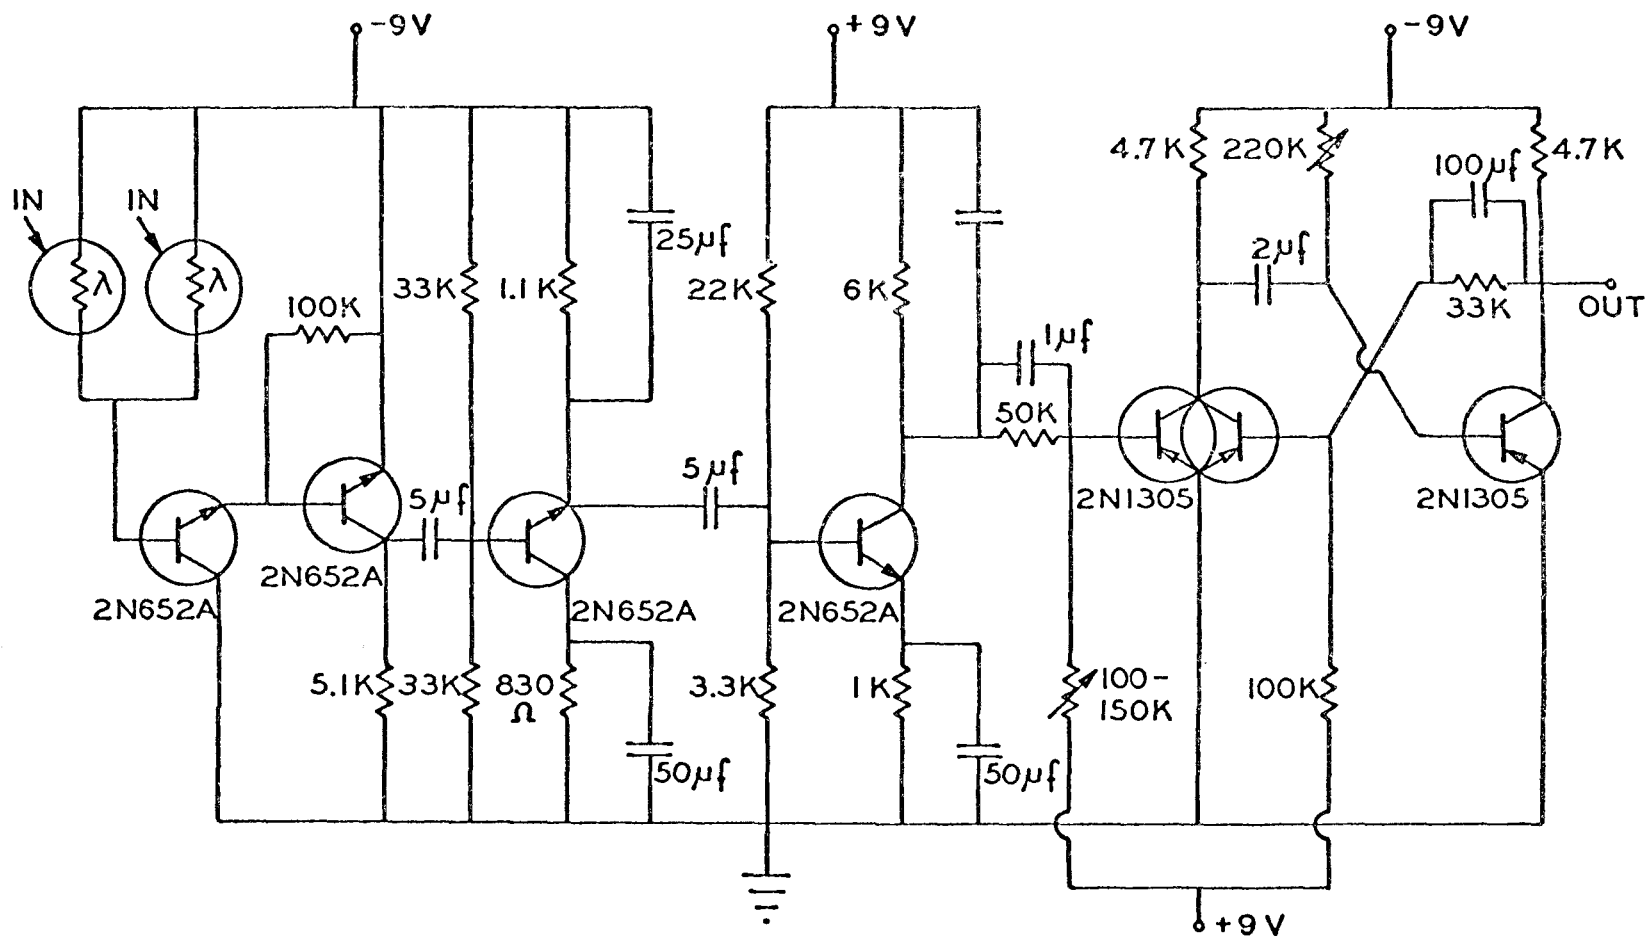 -9V
+9V
-9V
4.7K
220K
4.7K
100µf
IN
IN
λ
λ
25µf
2µf
33K
1.1K
22K
6K
33K
OUT
100K
1µf
50K
5µf
5µf
2N1305
2N1305
2N652A
2N652A
2N652A
2N652A
5.1K
33K
830
Ω
3.3K
1K
100-
150K
100K
50µf
50µf
+9V